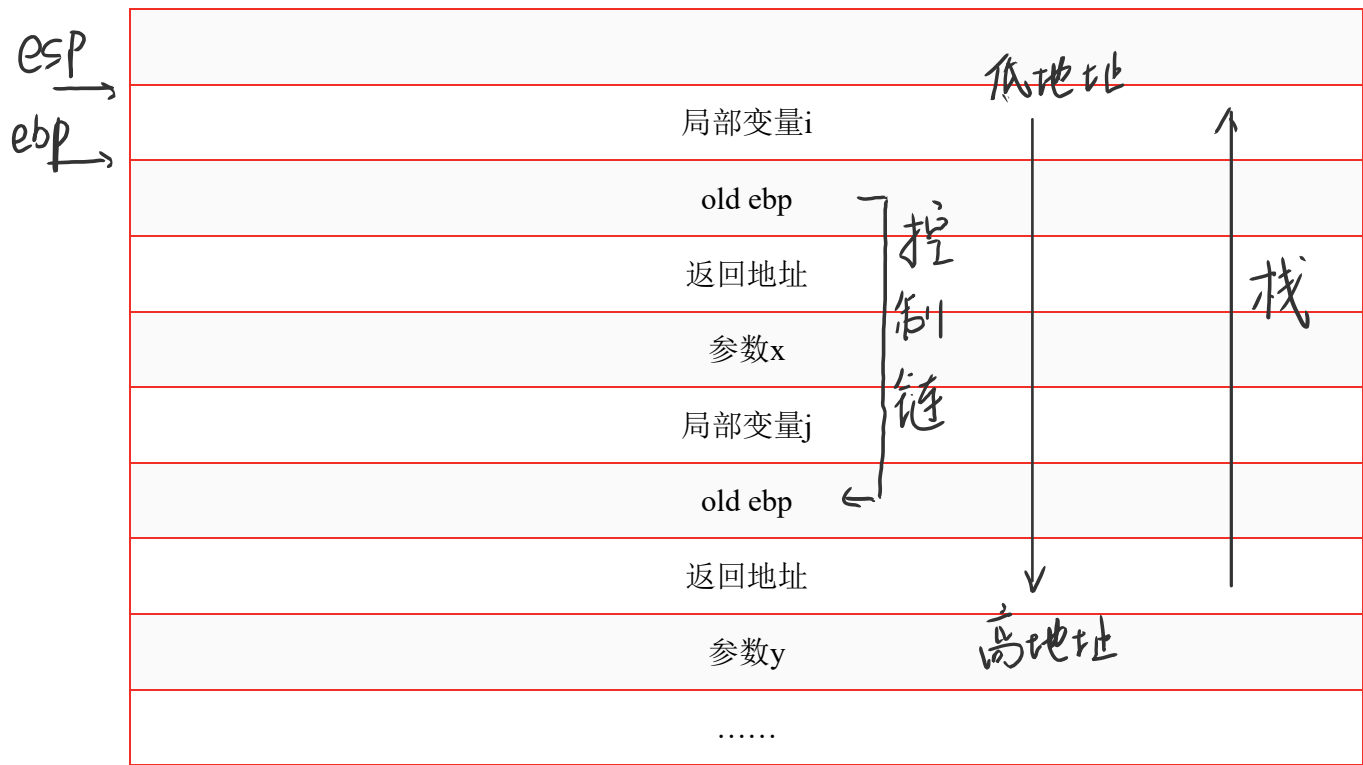 esp
低地址
ebp
局部变量i
old ebp
控制链
返回地址
栈
参数x
局部变量j
old ebp
返回地址
参数y
高地址
……